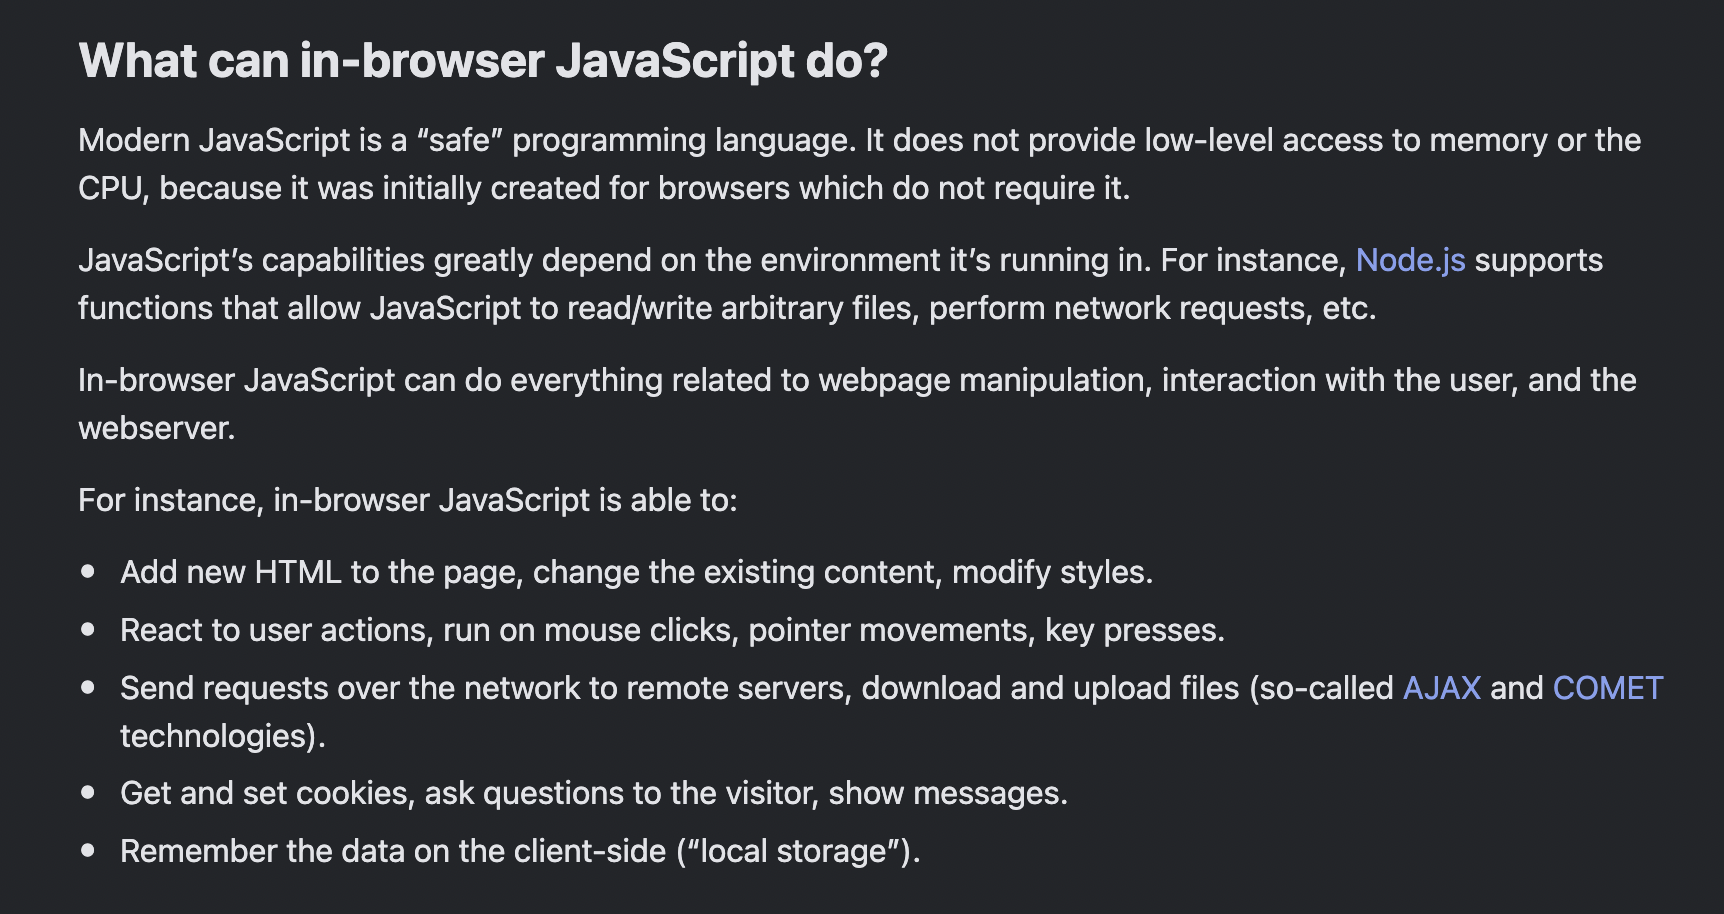 What can in-browser JavaScript do?
Modern JavaScript is a “safe” programming language. It does not provide low-level access to memory or the
CPU, because it was initially created for browsers which do not require it.
JavaScript’s capabilities greatly depend on the environment it’s running in. For instance, Node.js supports
functions that allow JavaScript to read/write arbitrary files, perform network requests, etc.
In-browser JavaScript can do everything related to webpage manipulation, interaction with the user, and the
webserver.
For instance, in-browser JavaScript is able to:
• Add new HTML to the page, change the existing content, modify styles.
• React to user actions, run on mouse clicks, pointer movements, key presses.
• Send requests over the network to remote servers, download and upload files (so-called AJAX and COMET
technologies).
• Get and set cookies, ask questions to the visitor, show messages.
• Remember the data on the client-side (“local storage”).